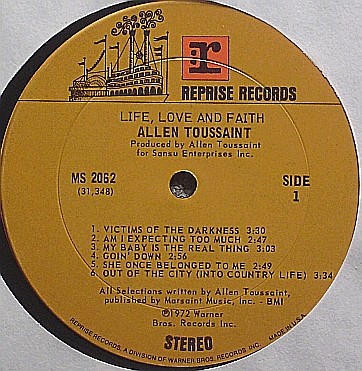 r
REPRISE RECORDS
LIFE, LOVE AND FAITH
ALLEN TOUSSAINT
Produced by Allen Toussaint
for Sansu Enterprises Inc.
MS 2062
(31,348)
SIDE
1
1. VICTIMS OF THE DARKNESS 3:30
2. AM I EXPECTING TOO MUCH 2:47
3. MY BABY IS THE REAL THING 3:03
4. GOIN' DOWN 2:56
5. SHE ONCE BELONGED TO ME 2:49
6. OUT OF THE CITY (INTO COUNTRY LIFE) 3:34
All Selections written by Allen Toussaint,
published by Marsaint Music, Inc. - BMI
℗1972 Warner
Bros. Records Inc.
STEREO
REPRISE RECORDS, A DIVISION OF WARNER BROS. RECORDS INC.
MADE IN U.S.A.